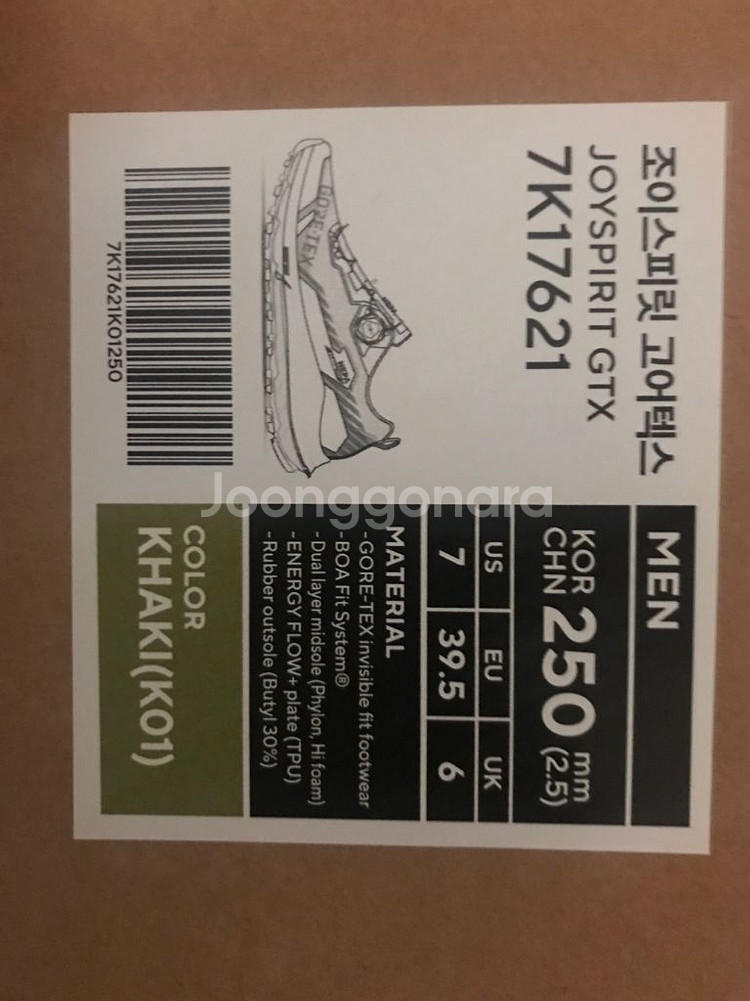 조이스피릿 고어텍스
JOYSPIRIT GTX
7K17621
GORE-TEX
7K17621K01250
MEN
KOR
CHN
250 mm
(2.5)
US EU UK
7 39.5 6
MATERIAL
-GORE-TEX invisible fit footwear
-BOA Fit System®
-Dual layer midsole (Phylon, Hi foam)
-ENERGY FLOW+ plate (TPU)
-Rubber outsole (Butyl 30%)
COLOR
KHAKI(K01)
Joonggonara